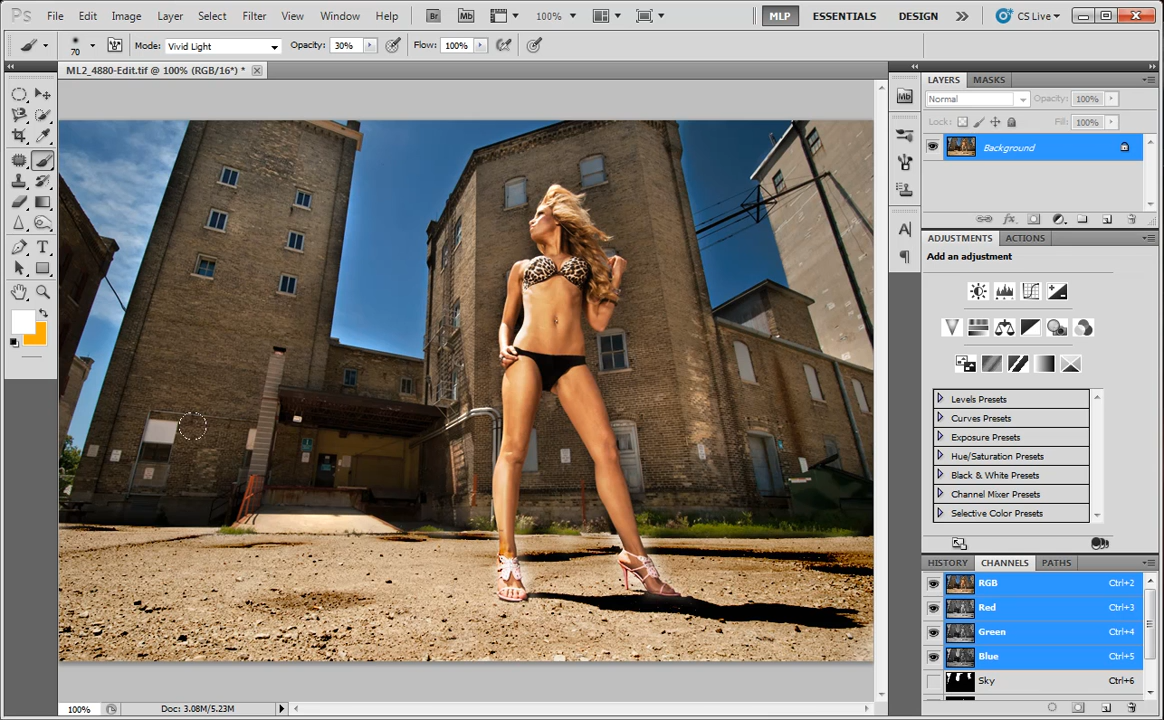 Ps File Edit Image Layer Select Filter View Window Help Br Mb 100% MLP ESSENTIALS DESIGN CS Live
70 Mode: Vivid Light Opacity: 30% Flow: 100%
ML2_4880-Edit.tif @ 100% (RGB/16*) *
LAYERS MASKS
Normal Opacity: 100%
Lock: Fill: 100%
Background
Mb
T
A
ADJUSTMENTS ACTIONS
Add an adjustment
Levels Presets
Curves Presets
Exposure Presets
Hue/Saturation Presets
Black & White Presets
Channel Mixer Presets
Selective Color Presets
HISTORY CHANNELS PATHS
RGB Ctrl+2
Red Ctrl+3
Green Ctrl+4
Blue Ctrl+5
Sky Ctrl+6
100% Doc: 3.08M/5.23M